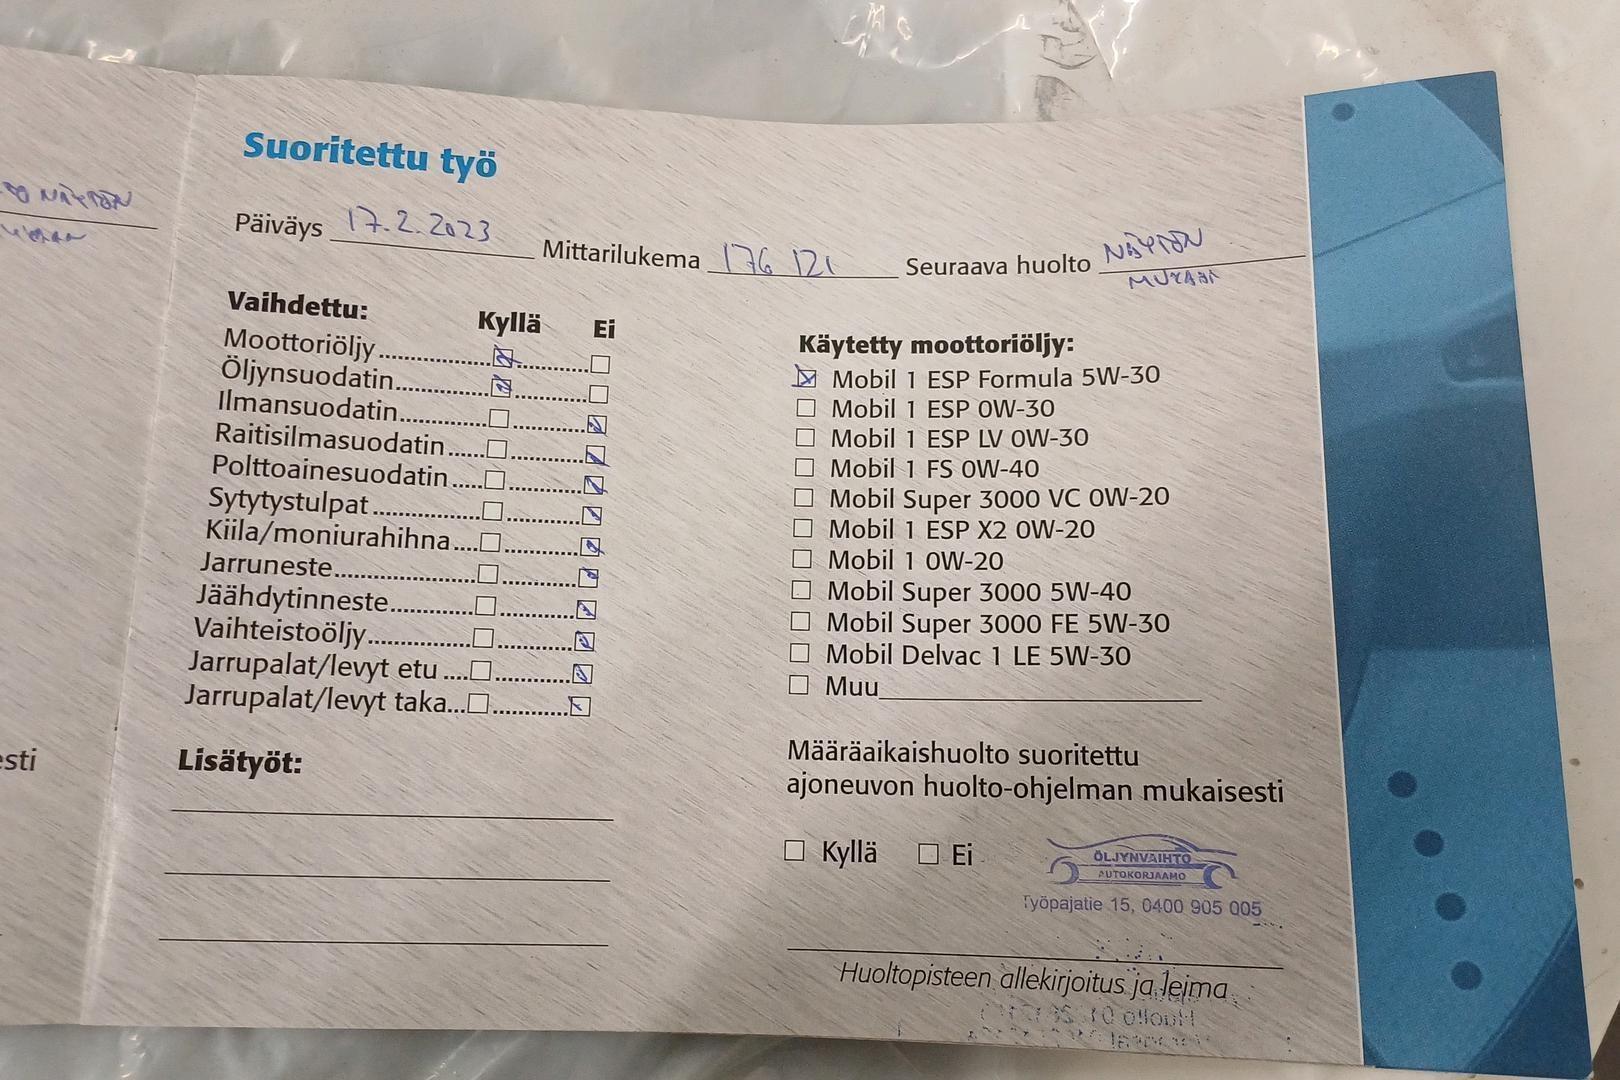 NÄYTÖN
Suoritettu työ
Päiväys 17.2.2023 Mittarilukema 176 121 Seuraava huolto NÄYTÖN
MUKAAN
Vaihdettu: Kyllä Ei
Moottoriöljy
Öljynsuodatin
Ilmansuodatin
Raitisilmasuodatin
Polttoainesuodatin
Sytytystulpat
Kiila/moniurahihna
Jarruneste
Jäähdytinneste
Vaihteistoöljy
Jarrupalat/levyt etu
Jarrupalat/levyt taka
Lisätyöt:
Käytetty moottoriöljy:
Mobil 1 ESP Formula 5W-30
Mobil 1 ESP 0W-30
Mobil 1 ESP LV 0W-30
Mobil 1 FS 0W-40
Mobil Super 3000 VC 0W-20
Mobil 1 ESP X2 0W-20
Mobil 1 0W-20
Mobil Super 3000 5W-40
Mobil Super 3000 FE 5W-30
Mobil Delvac 1 LE 5W-30
Muu
Määräaikaishuolto suoritettu
ajoneuvon huolto-ohjelman mukaisesti
Kyllä Ei
ÖLJYNVAIHTO
AUTOKORJAAMO
Työpajatie 15, 0400 905 005
Huoltopisteen allekirjoitus ja leima